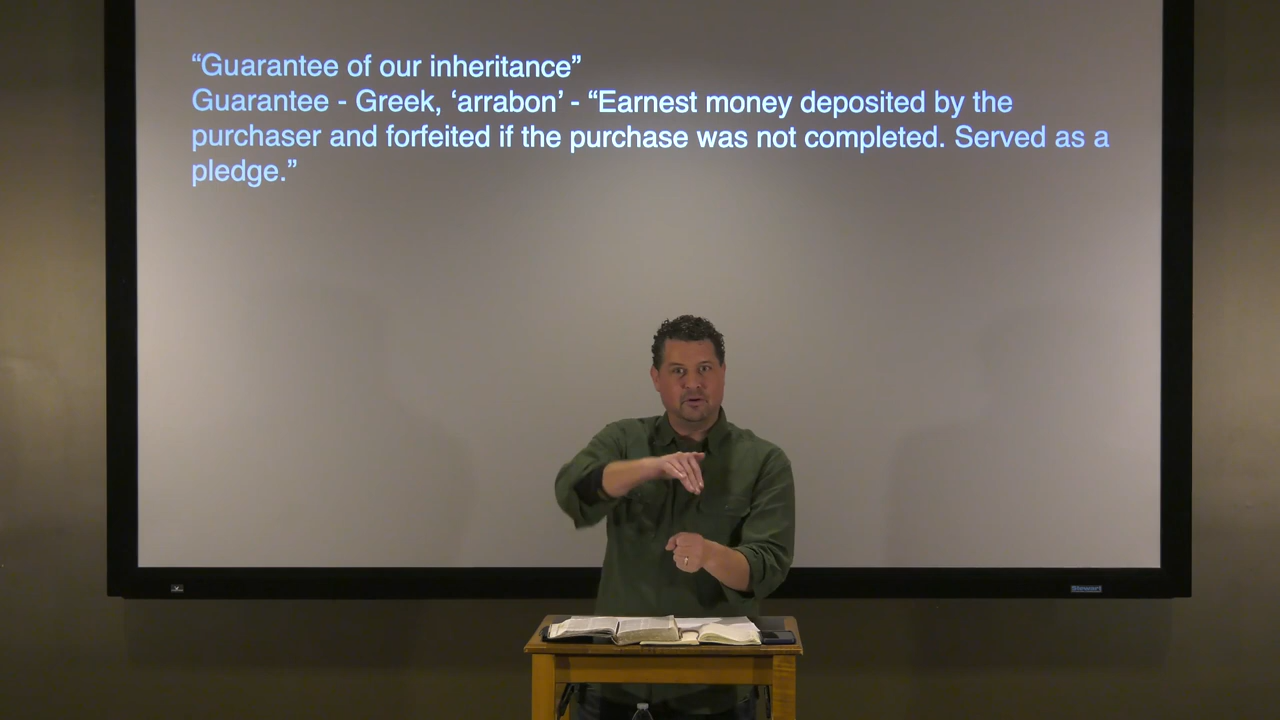 “Guarantee of our inheritance”
Guarantee - Greek, ‘arrabon’ - “Earnest money deposited by the
purchaser and forfeited if the purchase was not completed. Served as a
pledge.”